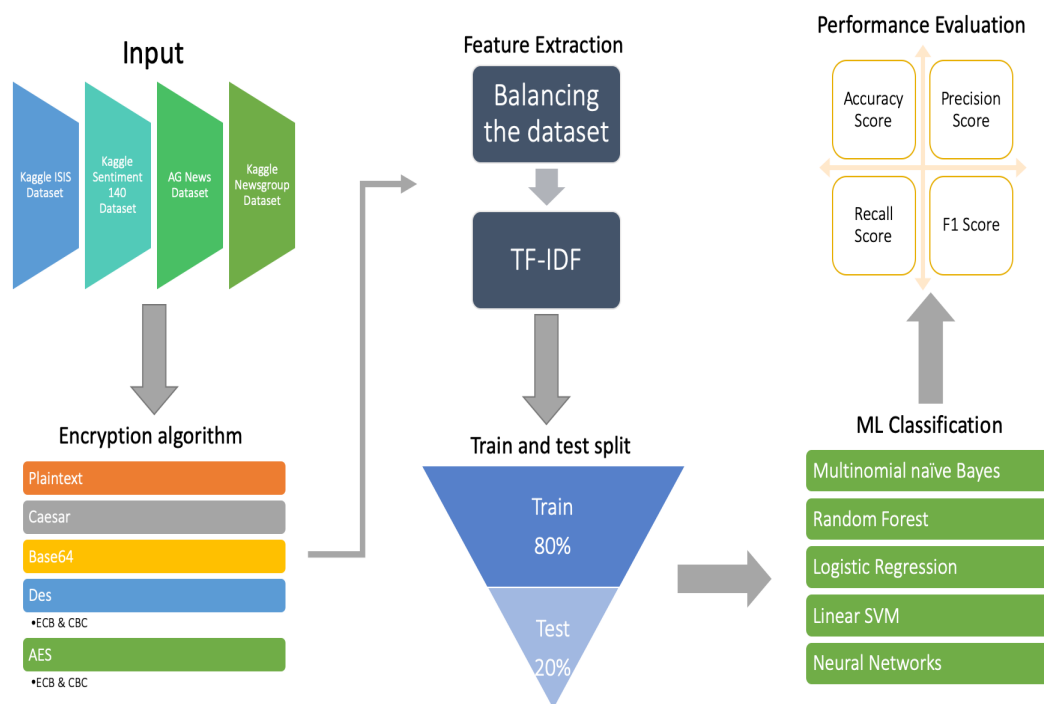 Input
Kaggle ISIS
Dataset
Kaggle
Sentiment
140
Dataset
AG News
Dataset
Kaggle
Newsgroup
Dataset
Encryption algorithm
Plaintext
Caesar
Base64
Des
•ECB & CBC
AES
•ECB & CBC
Feature Extraction
Balancing
the dataset
TF-IDF
Train and test split
Train
80%
Test
20%
Performance Evaluation
Accuracy
Score
Precision
Score
Recall
Score
F1 Score
ML Classification
Multinomial naïve Bayes
Random Forest
Logistic Regression
Linear SVM
Neural Networks